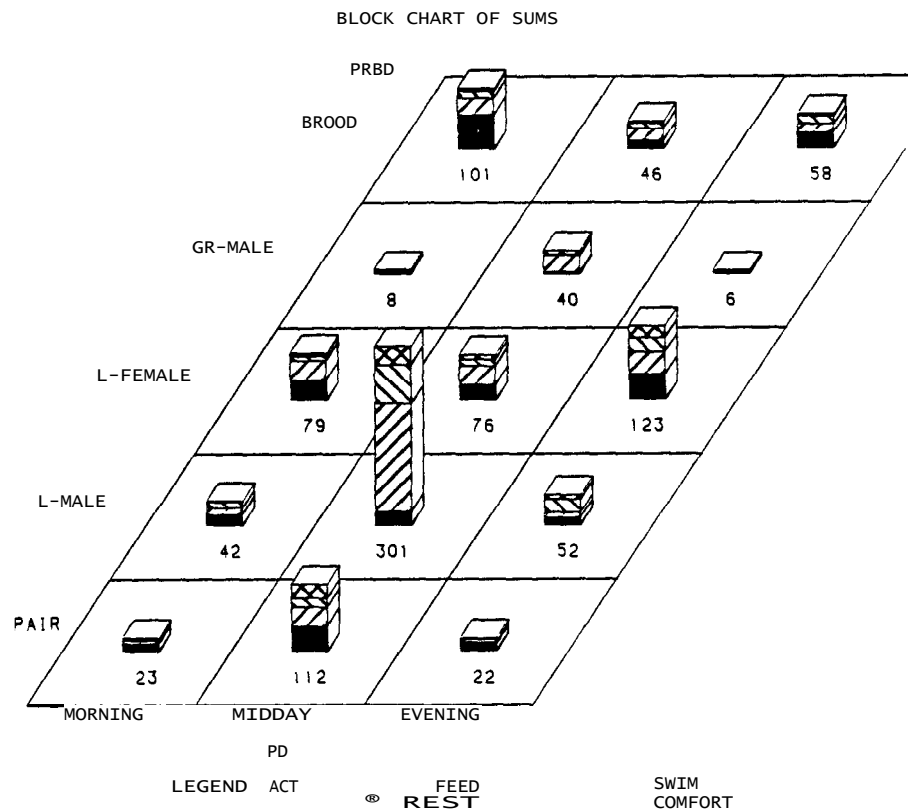 BLOCK CHART OF SUMS
PRBD
BROOD
101 46 58
GR-MALE
8 40 6
L-FEMALE
79 76 123
L-MALE
42 301 52
PAIR
23 112 22
MORNING MIDDAY EVENING
PD
LEGEND ACT FEED SWIM
® REST COMFORT